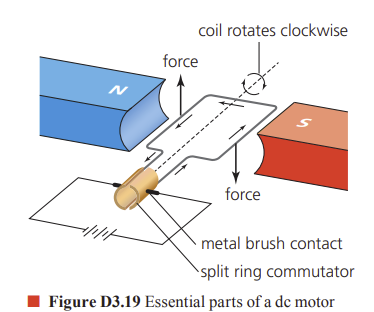 coil rotates clockwise
force
N
S
force
metal brush contact
split ring commutator
Figure D3.19 Essential parts of a dc motor